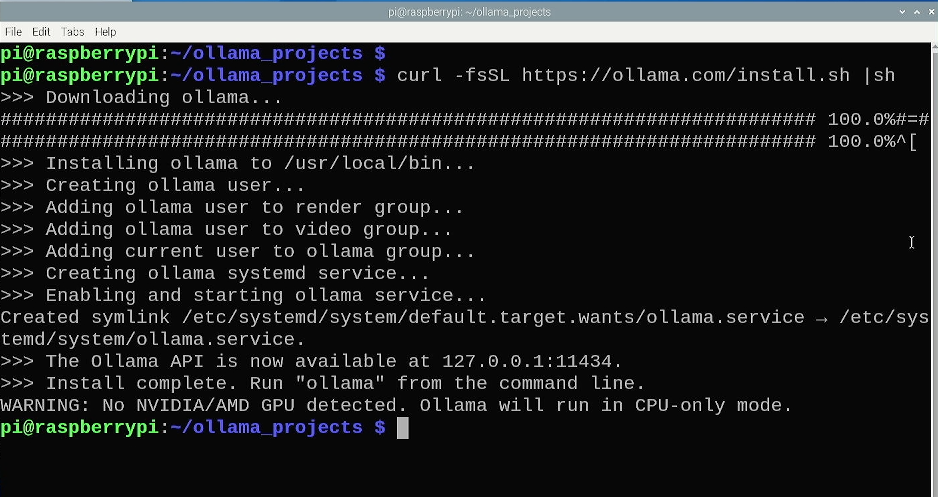 pi@raspberrypi: ~/ollama_projects
File Edit Tabs Help
pi@raspberrypi:~/ollama_projects $
pi@raspberrypi:~/ollama_projects $ curl -fsSL https://ollama.com/install.sh |sh
>>> Downloading ollama...
######################################################################## 100.0%#=#
######################################################################## 100.0%^[
>>> Installing ollama to /usr/local/bin...
>>> Creating ollama user...
>>> Adding ollama user to render group...
>>> Adding ollama user to video group...
>>> Adding current user to ollama group...
>>> Creating ollama systemd service...
>>> Enabling and starting ollama service...
Created symlink /etc/systemd/system/default.target.wants/ollama.service → /etc/sys
temd/system/ollama.service.
>>> The Ollama API is now available at 127.0.0.1:11434.
>>> Install complete. Run "ollama" from the command line.
WARNING: No NVIDIA/AMD GPU detected. Ollama will run in CPU-only mode.
pi@raspberrypi:~/ollama_projects $